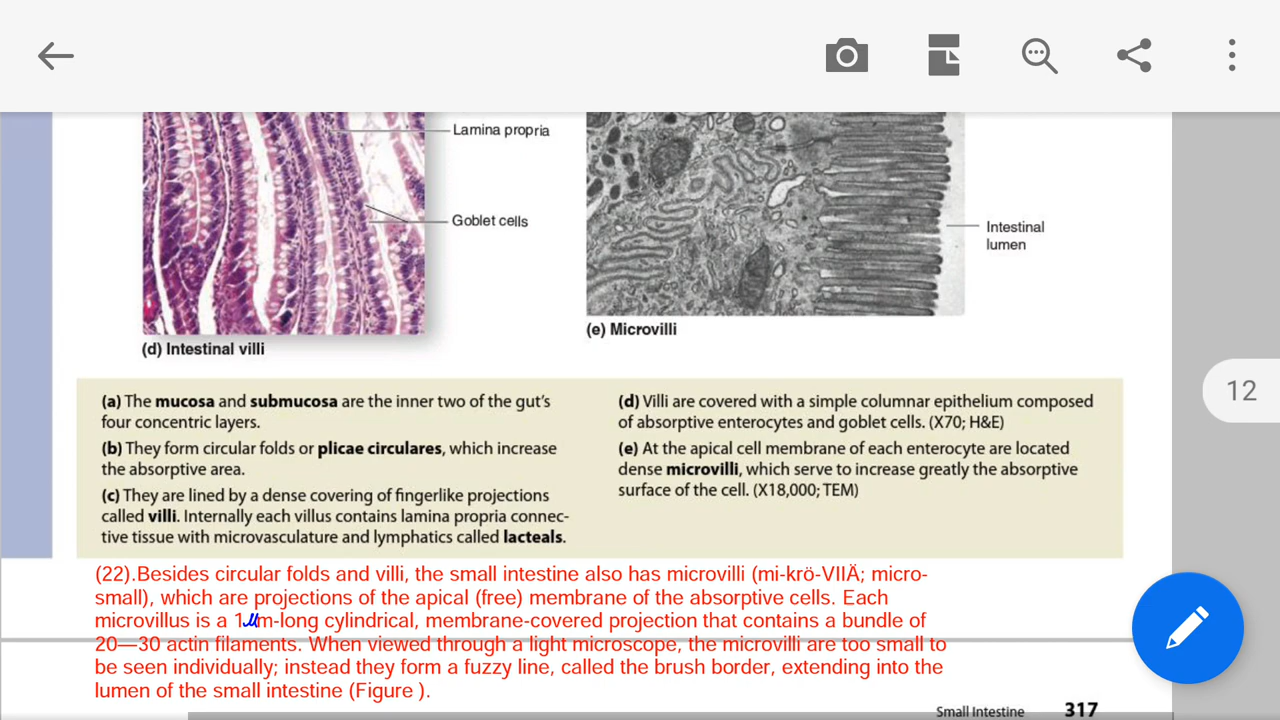 Lamina propria
Goblet cells
Intestinal
lumen
(e) Microvilli
(d) Intestinal villi
12
(a) The mucosa and submucosa are the inner two of the gut's
four concentric layers.
(b) They form circular folds or plicae circulares, which increase
the absorptive area.
(c) They are lined by a dense covering of fingerlike projections
called villi. Internally each villus contains lamina propria connec-
tive tissue with microvasculature and lymphatics called lacteals.
(d) Villi are covered with a simple columnar epithelium composed
of absorptive enterocytes and goblet cells. (X70; H&E)
(e) At the apical cell membrane of each enterocyte are located
dense microvilli, which serve to increase greatly the absorptive
surface of the cell. (X18,000; TEM)
(22).Besides circular folds and villi, the small intestine also has microvilli (mi-krö-VIIÄ; micro-
small), which are projections of the apical (free) membrane of the absorptive cells. Each
microvillus is a 1μm-long cylindrical, membrane-covered projection that contains a bundle of
20—30 actin filaments. When viewed through a light microscope, the microvilli are too small to
be seen individually; instead they form a fuzzy line, called the brush border, extending into the
lumen of the small intestine (Figure ).
Small Intestine 317